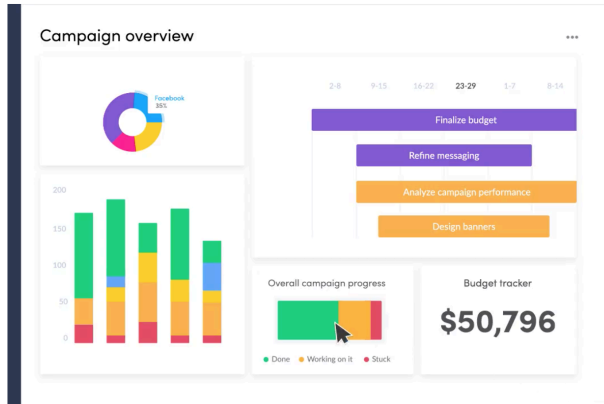 Campaign overview
Facebook
35%
2-8 9-15 16-22 23-29 1-7 8-14
Finalize budget
Refine messaging
Analyze campaign performance
Design banners
200
150
100
50
0
Overall campaign progress
Done Working on it Stuck
Budget tracker
$50,796